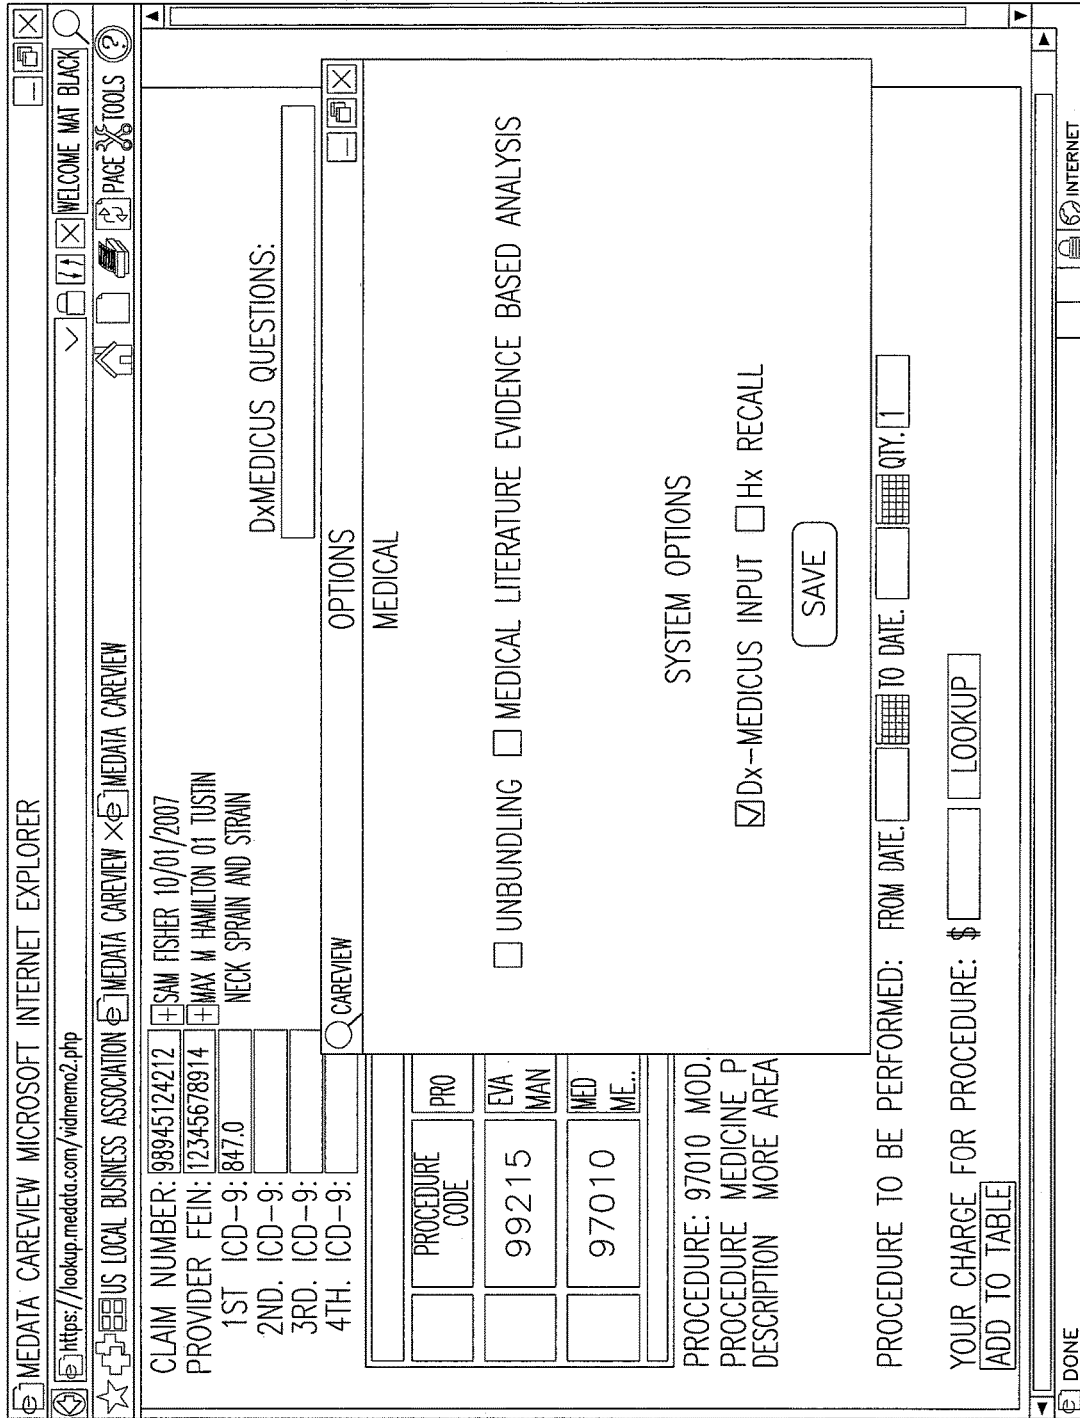 MEDATA CAREVIEW MICROSOFT INTERNET EXPLORER
https://lookup.medata.com/vidmemo2.php
WELCOME MAT BLACK
US LOCAL BUSINESS ASSOCIATION MEDATA CAREVIEW MEDATA CAREVIEW
PAGE TOOLS ?
CLAIM NUMBER: 98945124212 + SAM FISHER 10/01/2007
PROVIDER FEIN: 12345678914 + MAX M HAMILTON 01 TUSTIN
1ST ICD-9: 847.0 NECK SPRAIN AND STRAIN
2ND. ICD-9:
3RD. ICD-9:
4TH. ICD-9:
DxMEDICUS QUESTIONS:
CAREVIEW
OPTIONS
MEDICAL
UNBUNDLING MEDICAL LITERATURE EVIDENCE BASED ANALYSIS
SYSTEM OPTIONS
Dx-MEDICUS INPUT Hx RECALL
SAVE
PROCEDURE CODE
PRO
99215
EVA
MAN
97010
MED
ME..
PROCEDURE: 97010 MOD.
PROCEDURE MEDICINE P
DESCRIPTION MORE AREA
PROCEDURE TO BE PERFORMED: FROM DATE. TO DATE. QTY. 1
YOUR CHARGE FOR PROCEDURE: $ LOOKUP
ADD TO TABLE
DONE
INTERNET